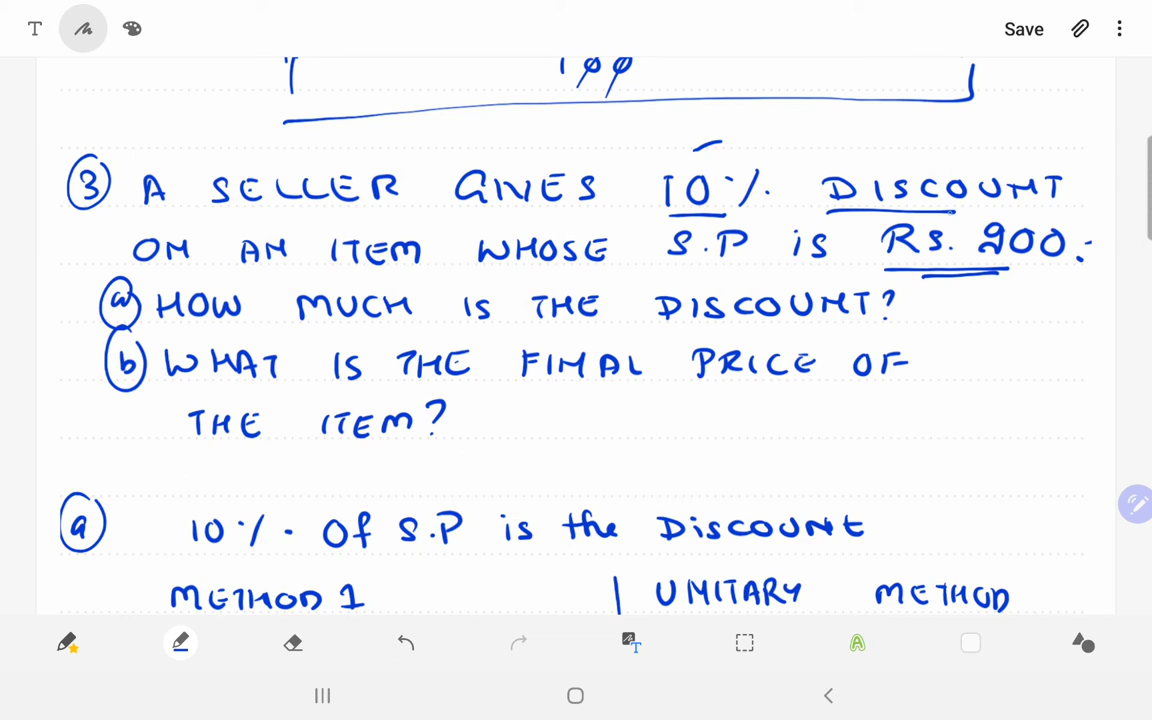 T
Save
100
3 A SELLER GIVES 10% DISCOUNT
ON AN ITEM WHOSE S.P is Rs. 200.
a HOW MUCH IS THE DISCOUNT?
b WHAT IS THE FINAL PRICE OF
THE ITEM?
a 10% . Of S.P is the DiscOUNT
METHOD 1 | UNITARY METHOD